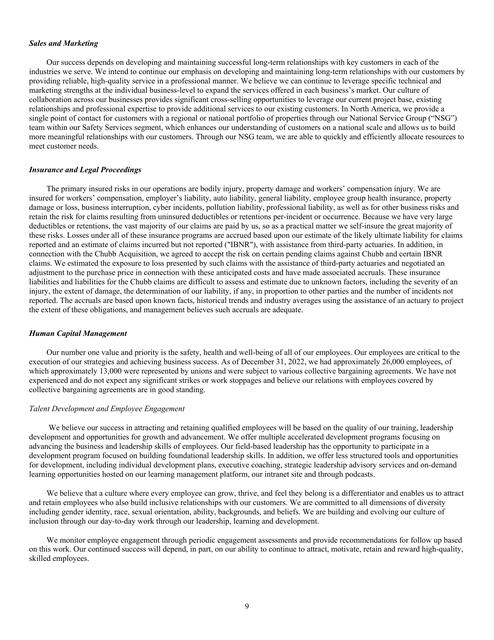 Sales and Marketing
Our success depends on developing and maintaining successful long-term relationships with key customers in each of the
industries we serve. We intend to continue our emphasis on developing and maintaining long-term relationships with our customers by
providing reliable, high-quality service in a professional manner. We believe we can continue to leverage specific technical and
marketing strengths at the individual business-level to expand the services offered in each business’s market. Our culture of
collaboration across our businesses provides significant cross-selling opportunities to leverage our current project base, existing
relationships and professional expertise to provide additional services to our existing customers. In North America, we provide a
single point of contact for customers with a regional or national portfolio of properties through our National Service Group (“NSG”)
team within our Safety Services segment, which enhances our understanding of customers on a national scale and allows us to build
more meaningful relationships with our customers. Through our NSG team, we are able to quickly and efficiently allocate resources to
meet customer needs.
Insurance and Legal Proceedings
The primary insured risks in our operations are bodily injury, property damage and workers’ compensation injury. We are
insured for workers’ compensation, employer’s liability, auto liability, general liability, employee group health insurance, property
damage or loss, business interruption, cyber incidents, pollution liability, professional liability, as well as for other business risks and
retain the risk for claims resulting from uninsured deductibles or retentions per-incident or occurrence. Because we have very large
deductibles or retentions, the vast majority of our claims are paid by us, so as a practical matter we self-insure the great majority of
these risks. Losses under all of these insurance programs are accrued based upon our estimate of the likely ultimate liability for claims
reported and an estimate of claims incurred but not reported ("IBNR"), with assistance from third-party actuaries. In addition, in
connection with the Chubb Acquisition, we agreed to accept the risk on certain pending claims against Chubb and certain IBNR
claims. We estimated the exposure to loss presented by such claims with the assistance of third-party actuaries and negotiated an
adjustment to the purchase price in connection with these anticipated costs and have made associated accruals. These insurance
liabilities and liabilities for the Chubb claims are difficult to assess and estimate due to unknown factors, including the severity of an
injury, the extent of damage, the determination of our liability, if any, in proportion to other parties and the number of incidents not
reported. The accruals are based upon known facts, historical trends and industry averages using the assistance of an actuary to project
the extent of these obligations, and management believes such accruals are adequate.
Human Capital Management
Our number one value and priority is the safety, health and well-being of all of our employees. Our employees are critical to the
execution of our strategies and achieving business success. As of December 31, 2022, we had approximately 26,000 employees, of
which approximately 13,000 were represented by unions and were subject to various collective bargaining agreements. We have not
experienced and do not expect any significant strikes or work stoppages and believe our relations with employees covered by
collective bargaining agreements are in good standing.
Talent Development and Employee Engagement
We believe our success in attracting and retaining qualified employees will be based on the quality of our training, leadership
development and opportunities for growth and advancement. We offer multiple accelerated development programs focusing on
advancing the business and leadership skills of employees. Our field-based leadership has the opportunity to participate in a
development program focused on building foundational leadership skills. In addition, we offer less structured tools and opportunities
for development, including individual development plans, executive coaching, strategic leadership advisory services and on-demand
learning opportunities hosted on our learning management platform, our intranet site and through podcasts.
We believe that a culture where every employee can grow, thrive, and feel they belong is a differentiator and enables us to attract
and retain employees who also build inclusive relationships with our customers. We are committed to all dimensions of diversity
including gender identity, race, sexual orientation, ability, backgrounds, and beliefs. We are building and evolving our culture of
inclusion through our day-to-day work through our leadership, learning and development.
We monitor employee engagement through periodic engagement assessments and provide recommendations for follow up based
on this work. Our continued success will depend, in part, on our ability to continue to attract, motivate, retain and reward high-quality,
skilled employees.
9